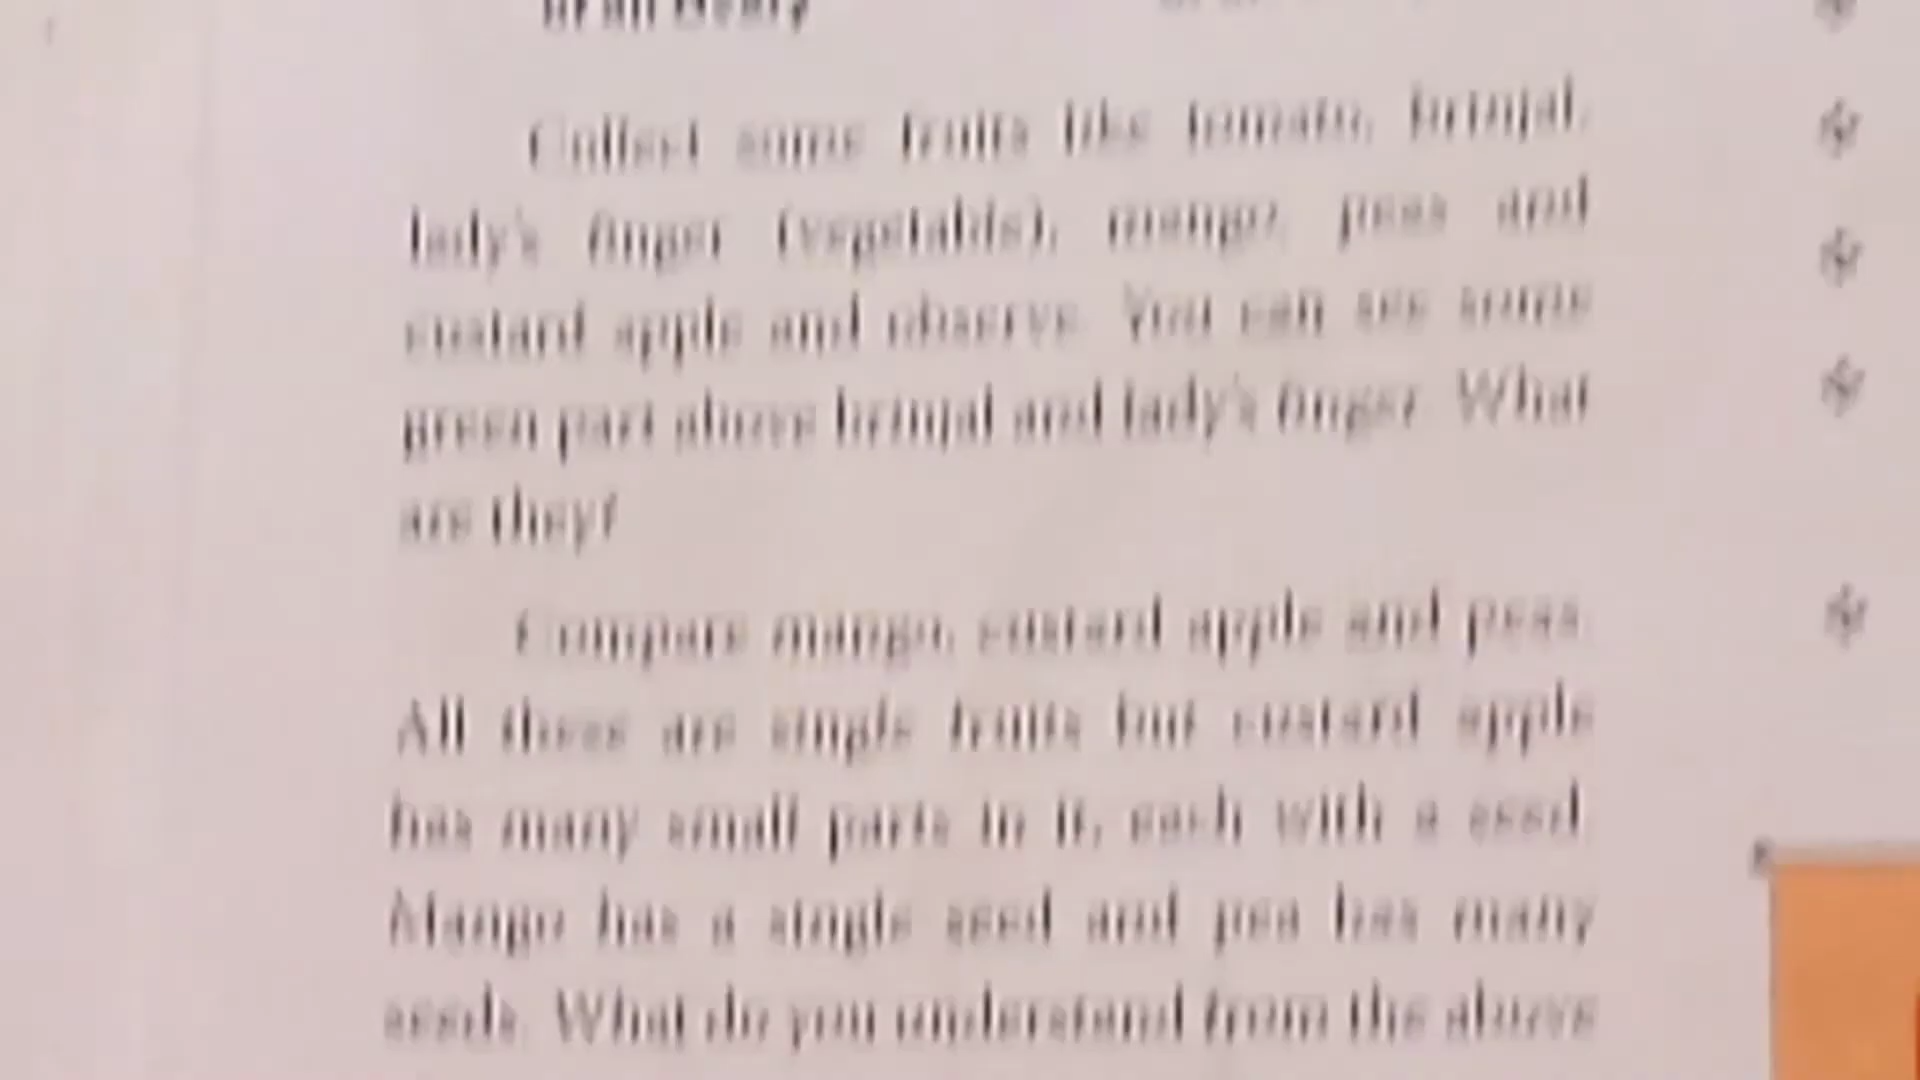 Collect some fruits like tomato, brinjal,
lady's finger (vegetable), mango, peas and
custard apple and observe. You can see some
green part above brinjal and lady's finger. What
are they?
Compare mango, custard apple and peas.
All these are single fruits but custard apple
has many small parts in it, each with a seed.
Mango has a single seed and pea has many
seeds. What do you understand from the above